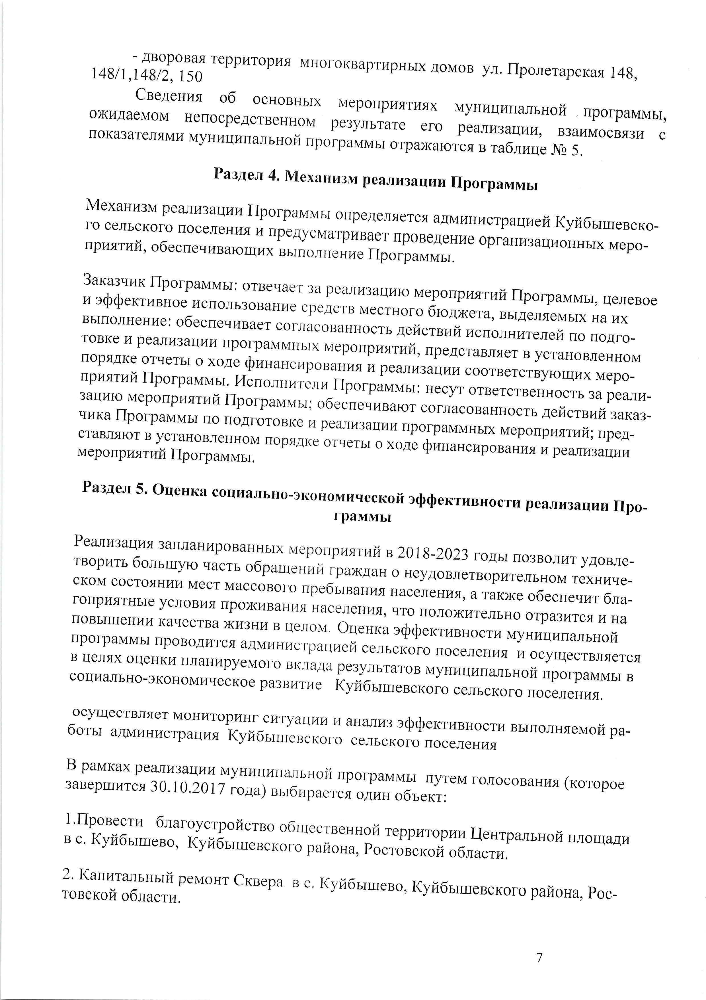 - дворовая территория многоквартирных домов ул. Пролетарская 148,
148/1,148/2, 150
Сведения об основных мероприятиях муниципальной программы,
ожидаемом непосредственном результате его реализации, взаимосвязи с
показателями муниципальной программы отражаются в таблице № 5.
Раздел 4. Механизм реализации Программы
Механизм реализации Программы определяется администрацией Куйбышевско-
го сельского поселения и предусматривает проведение организационных меро-
приятий, обеспечивающих выполнение Программы.
Заказчик Программы: отвечает за реализацию мероприятий Программы, целевое
и эффективное использование средств местного бюджета, выделяемых на их
выполнение: обеспечивает согласованность действий исполнителей по подго-
товке и реализации программных мероприятий, представляет в установленном
порядке отчеты о ходе финансирования и реализации соответствующих меро-
приятий Программы. Исполнители Программы: несут ответственность за реали-
зацию мероприятий Программы; обеспечивают согласованность действий заказ-
чика Программы по подготовке и реализации программных мероприятий; пред-
ставляют в установленном порядке отчеты о ходе финансирования и реализации
мероприятий Программы.
Раздел 5. Оценка социально-экономической эффективности реализации Про-
граммы
Реализация запланированных мероприятий в 2018-2023 годы позволит удовле-
творить большую часть обращений граждан о неудовлетворительном техниче-
ском состоянии мест массового пребывания населения, а также обеспечит бла-
гоприятные условия проживания населения, что положительно отразится и на
повышении качества жизни в целом. Оценка эффективности муниципальной
программы проводится администрацией сельского поселения и осуществляется
в целях оценки планируемого вклада результатов муниципальной программы в
социально-экономическое развитие Куйбышевского сельского поселения.
осуществляет мониторинг ситуации и анализ эффективности выполняемой ра-
боты администрация Куйбышевского сельского поселения
В рамках реализации муниципальной программы путем голосования (которое
завершится 30.10.2017 года) выбирается один объект:
1.Провести благоустройство общественной территории Центральной площади
в с. Куйбышево, Куйбышевского района, Ростовской области.
2. Капитальный ремонт Сквера в с. Куйбышево, Куйбышевского района, Рос-
товской области.
7